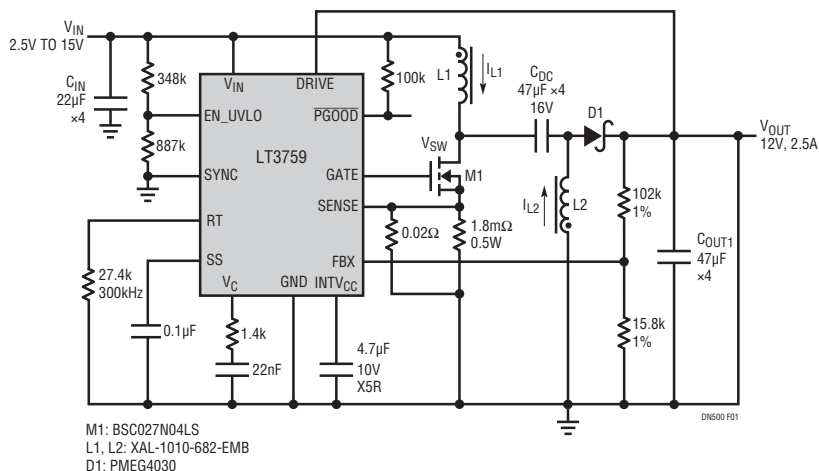 VIN
2.5V TO 15V
CIN
22µF
×4
348k
887k
VIN
DRIVE
100k
EN_UVLO
PGOOD
LT3759
SYNC
GATE
RT
SENSE
SS
FBX
VC
GND
INTVCC
L1
IL1
CDC
47µF ×4
16V
D1
VOUT
12V, 2.5A
VSW
M1
IL2
L2
102k
1%
0.02Ω
1.8mΩ
0.5W
COUT1
47µF
×4
27.4k
300kHz
0.1µF
1.4k
22nF
4.7µF
10V
X5R
15.8k
1%
DN500 F01
M1: BSC027N04LS
L1, L2: XAL-1010-682-EMB
D1: PMEG4030